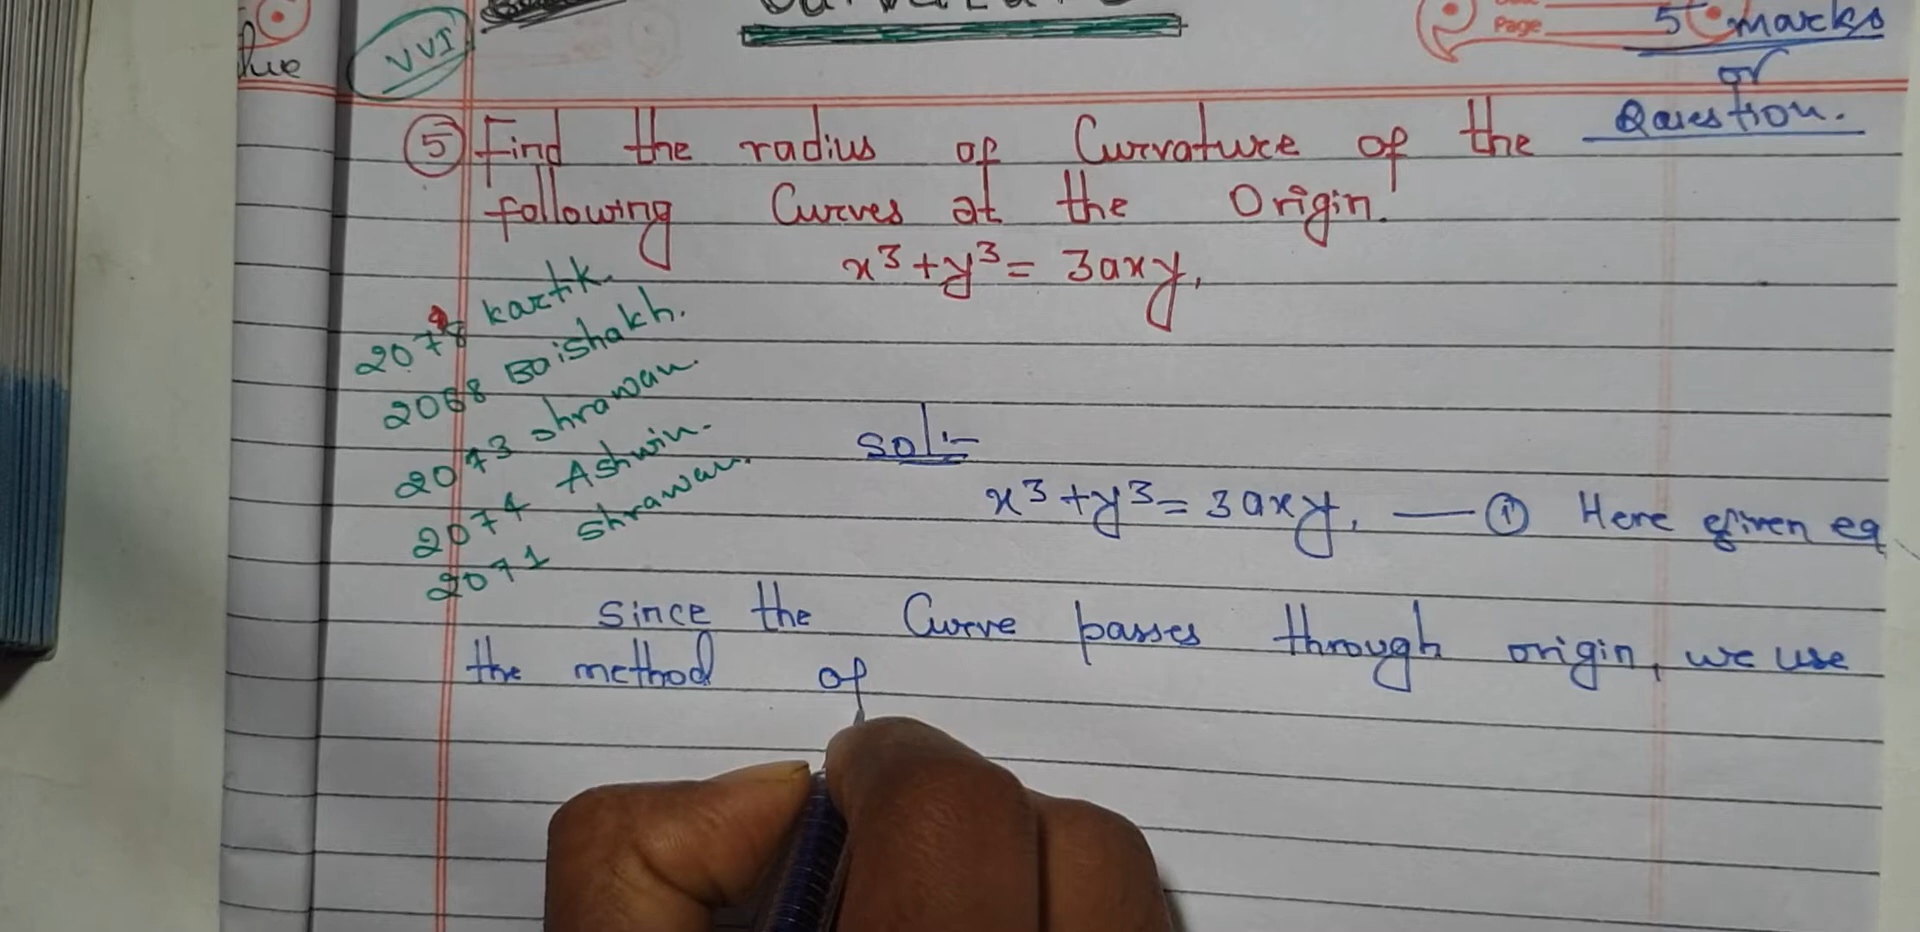 VVI
Page
5 marks
or
Question.
5 Find the radius of Curvature of the
following Curves at the Origin.
x³+y³= 3axy,
kartik.
2068 Baishakh.
2073 shrawan.
2074 Ashwin.
2071 shrawan.
Sol:-
x³+y³= 3axy, — ① Here given eq
since the Curve passes through origin, we use
the method of